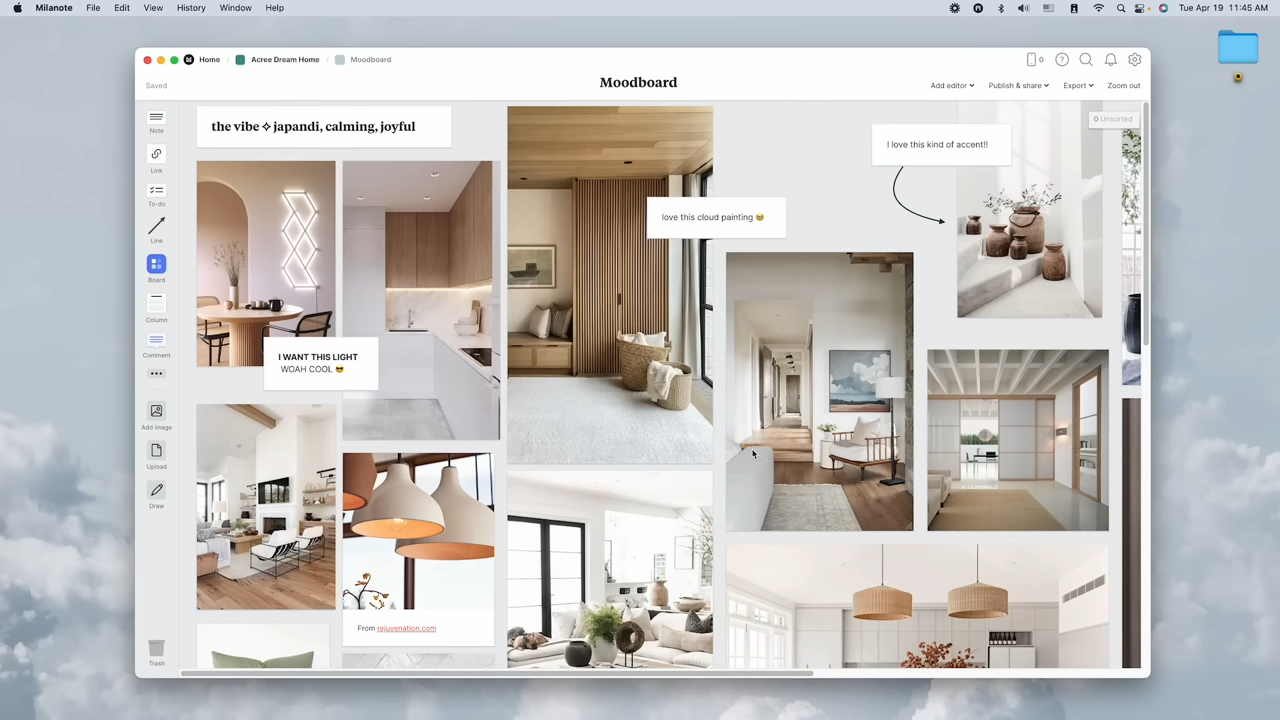 Milanote File Edit View History Window Help
Tue Apr 19 11:45 AM
Home / Acree Dream Home / Moodboard
0
Saved
Moodboard
Add editor
Publish & share
Export
Zoom out
0 Unsorted
Note
Link
To-do
Line
Board
Column
Comment
Add image
Upload
Draw
Trash
the vibe ✧ japandi, calming, joyful
I love this kind of accent!!
love this cloud painting 🥹
I WANT THIS LIGHT
WOAH COOL 😎
From rejuvenation.com